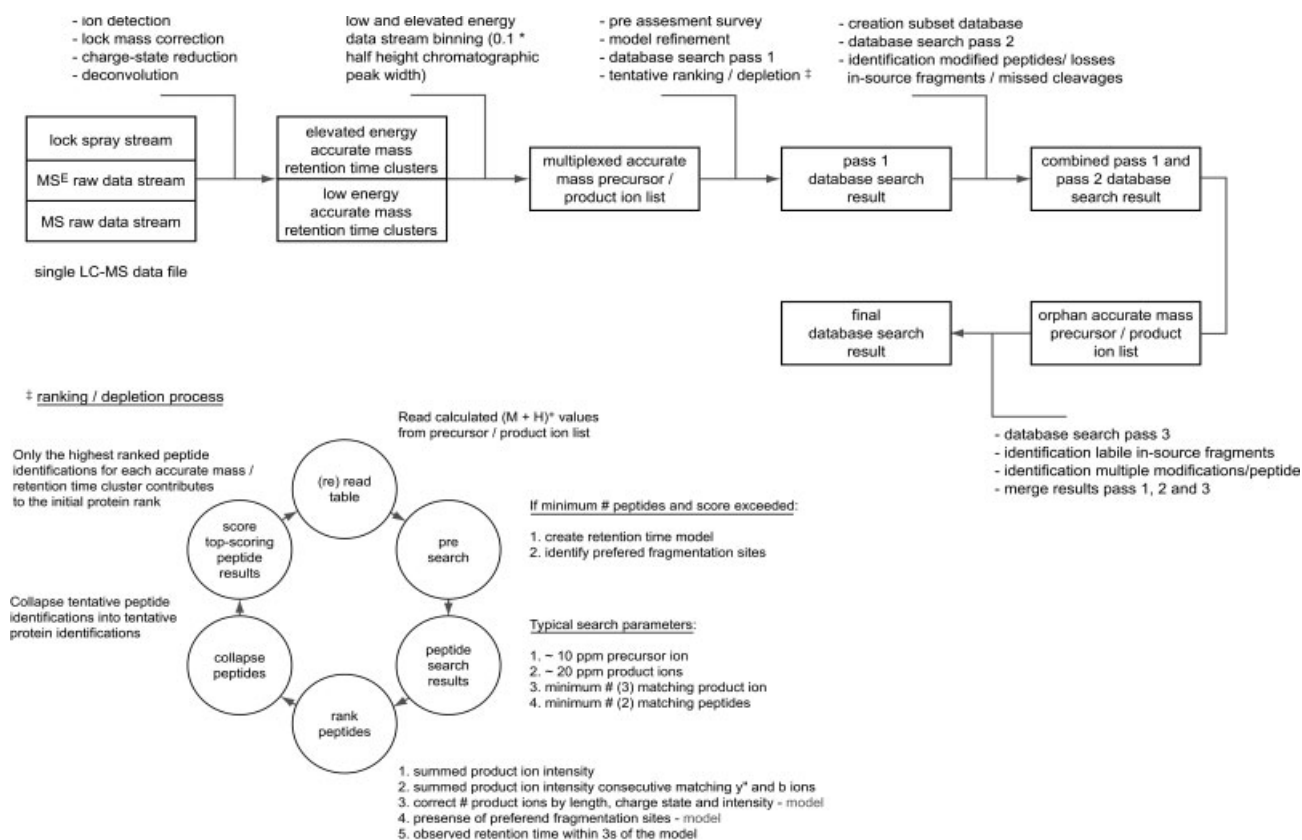 - ion detection
- lock mass correction
- charge-state reduction
- deconvolution
low and elevated energy
data stream binning (0.1 *
half height chromatographic
peak width)
- pre assesment survey
- model refinement
- database search pass 1
- tentative ranking / depletion ‡
- creation subset database
- database search pass 2
- identification modified peptides/ losses
in-source fragments / missed cleavages
lock spray stream
MSᴱ raw data stream
MS raw data stream
single LC-MS data file
elevated energy
accurate mass
retention time clusters
low energy
accurate mass
retention time clusters
multiplexed accurate
mass precursor /
product ion list
pass 1
database search
result
combined pass 1 and
pass 2 database
search result
final
database search
result
orphan accurate mass
precursor / product
ion list
- database search pass 3
- identification labile in-source fragments
- identification multiple modifications/peptide
- merge results pass 1, 2 and 3
‡ ranking / depletion process
Read calculated (M + H)⁺ values
from precursor / product ion list
Only the highest ranked peptide
identifications for each accurate mass /
retention time cluster contributes
to the initial protein rank
(re) read
table
If minimum # peptides and score exceeded:
1. create retention time model
2. identify prefered fragmentation sites
score
top-scoring
peptide
results
pre
search
Collapse tentative peptide
identifications into tentative
protein identifications
Typical search parameters:
1. ~ 10 ppm precursor ion
2. ~ 20 ppm product ions
3. minimum # (3) matching product ion
4. minimum # (2) matching peptides
collapse
peptides
peptide
search
results
rank
peptides
1. summed product ion intensity
2. summed product ion intensity consecutive matching y" and b ions
3. correct # product ions by length, charge state and intensity - model
4. presense of preferend fragmentation sites - model
5. observed retention time within 3s of the model